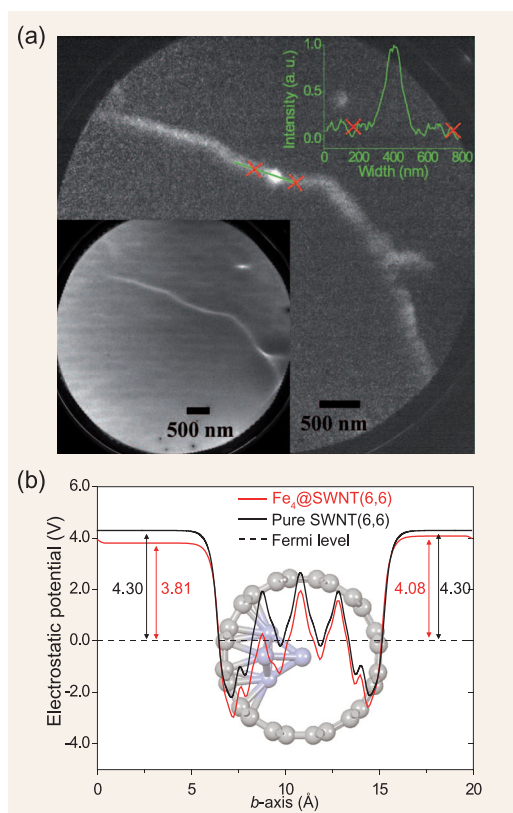 (a)
Intensity (a. u.)
1.0
0.5
0.0
0 200 400 600 800
Width (nm)
500 nm
500 nm
(b)
Electrostatic potential (V)
6.0
4.0
2.0
0.0
−2.0
−4.0
Fe₄@SWNT(6,6)
Pure SWNT(6,6)
Fermi level
4.30
3.81
4.08
4.30
0 5 10 15 20
b-axis (Å)